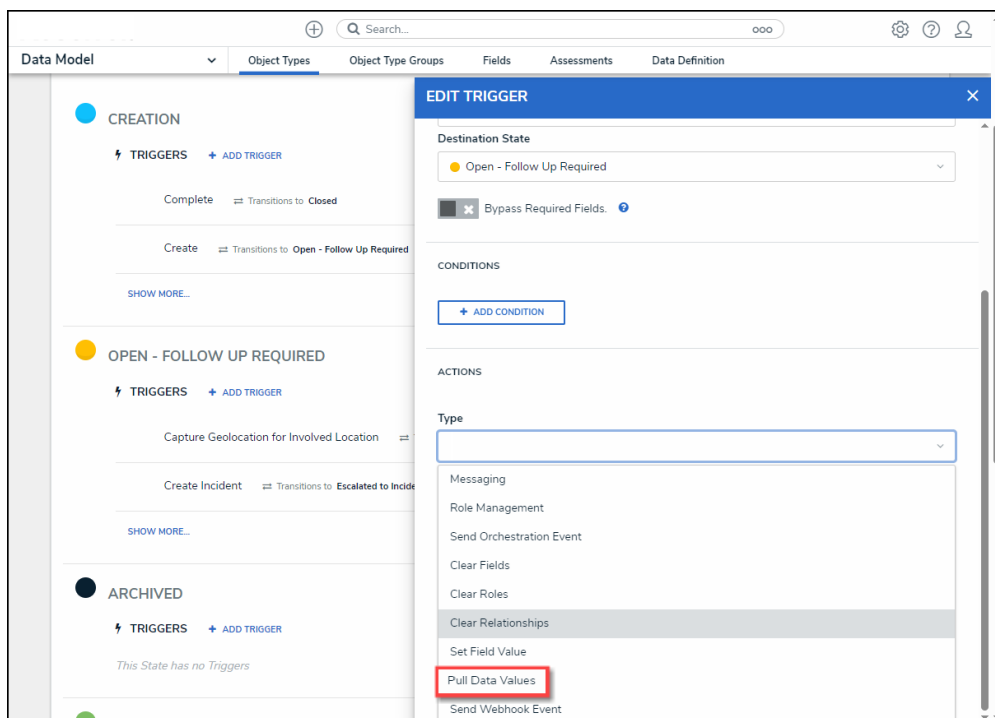 Search...
Data Model
Object Types
Object Type Groups
Fields
Assessments
Data Definition
CREATION
TRIGGERS + ADD TRIGGER
Complete Transitions to Closed
Create Transitions to Open - Follow Up Required
SHOW MORE...
OPEN - FOLLOW UP REQUIRED
TRIGGERS + ADD TRIGGER
Capture Geolocation for Involved Location
Create Incident Transitions to Escalated to Incide
SHOW MORE...
ARCHIVED
TRIGGERS + ADD TRIGGER
This State has no Triggers
EDIT TRIGGER
Destination State
Open - Follow Up Required
Bypass Required Fields.
CONDITIONS
+ ADD CONDITION
ACTIONS
Type
Messaging
Role Management
Send Orchestration Event
Clear Fields
Clear Roles
Clear Relationships
Set Field Value
Pull Data Values
Send Webhook Event